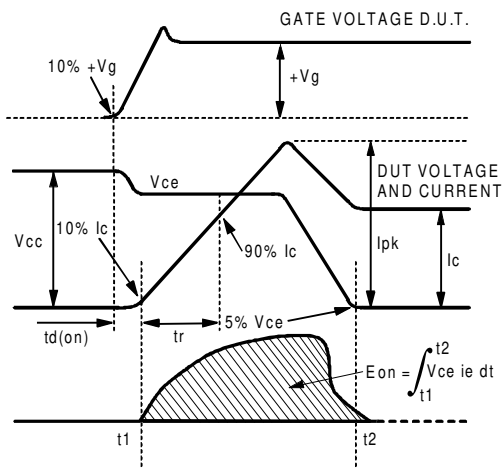 GATE VOLTAGE D.U.T.
10% +Vg
+Vg
Vce
DUT VOLTAGE
AND CURRENT
Vcc
10% Ic
90% Ic
Ipk
Ic
td(on)
tr
5% Vce
Eon = ∫ Vce ie dt
t2
t1
t1
t2